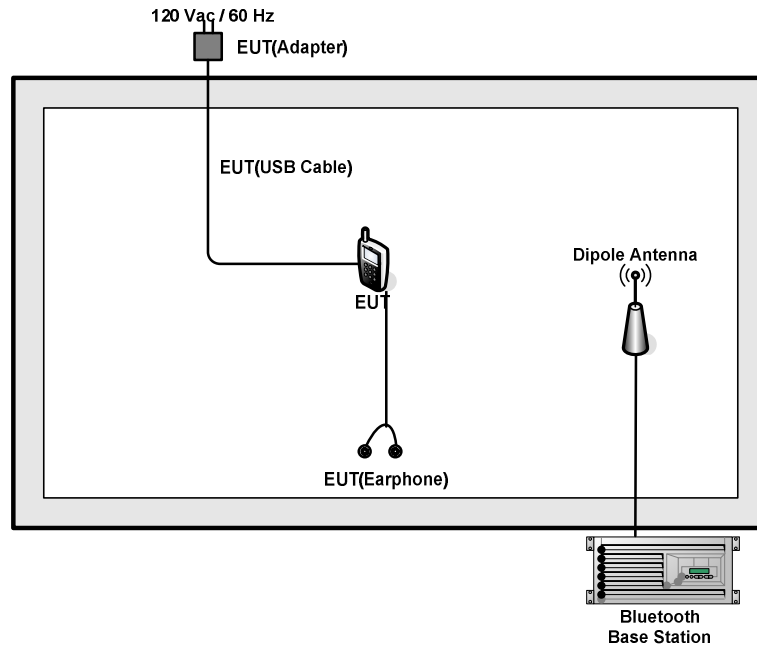 120 Vac / 60 Hz
EUT(Adapter)
EUT(USB Cable)
Dipole Antenna
EUT
EUT(Earphone)
Bluetooth
Base Station